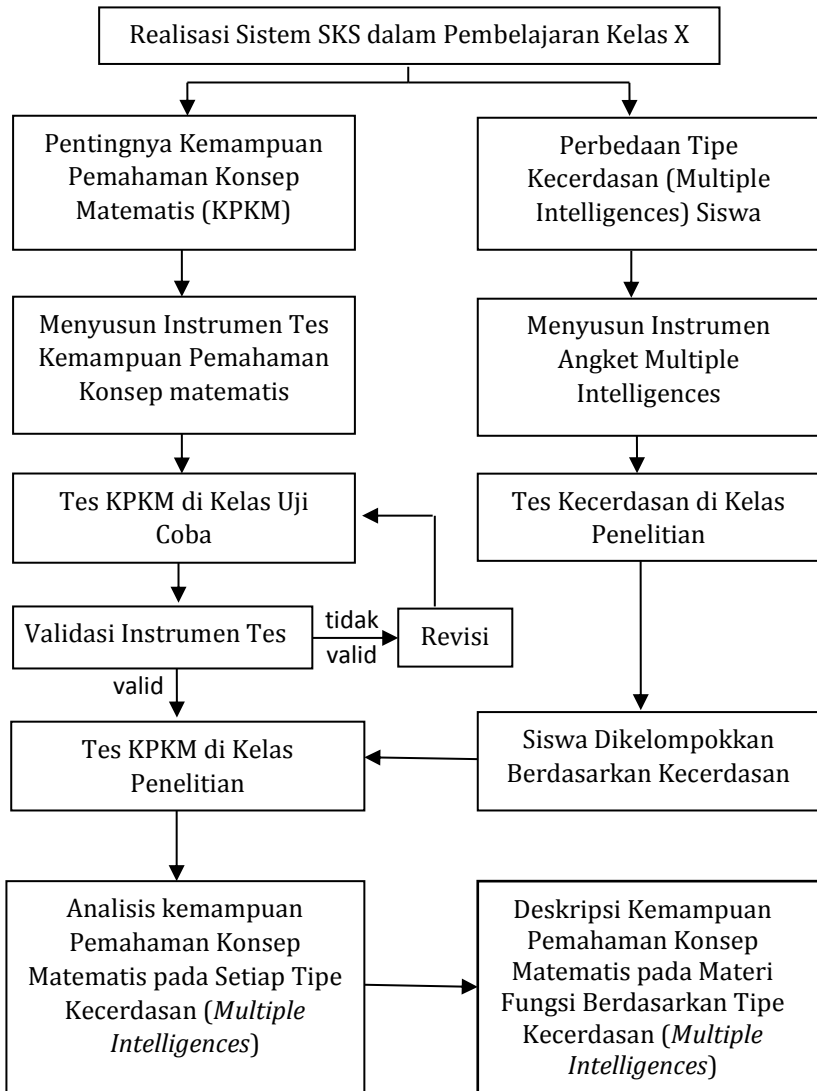 Realisasi Sistem SKS dalam Pembelajaran Kelas X
Pentingnya Kemampuan
Pemahaman Konsep
Matematis (KPKM)
Perbedaan Tipe
Kecerdasan (Multiple
Intelligences) Siswa
Menyusun Instrumen Tes
Kemampuan Pemahaman
Konsep matematis
Menyusun Instrumen
Angket Multiple
Intelligences
Tes KPKM di Kelas Uji
Coba
Tes Kecerdasan di Kelas
Penelitian
Validasi Instrumen Tes
tidak
valid
Revisi
valid
Tes KPKM di Kelas
Penelitian
Siswa Dikelompokkan
Berdasarkan Kecerdasan
Analisis kemampuan
Pemahaman Konsep
Matematis pada Setiap Tipe
Kecerdasan (Multiple
Intelligences)
Deskripsi Kemampuan
Pemahaman Konsep
Matematis pada Materi
Fungsi Berdasarkan Tipe
Kecerdasan (Multiple
Intelligences)